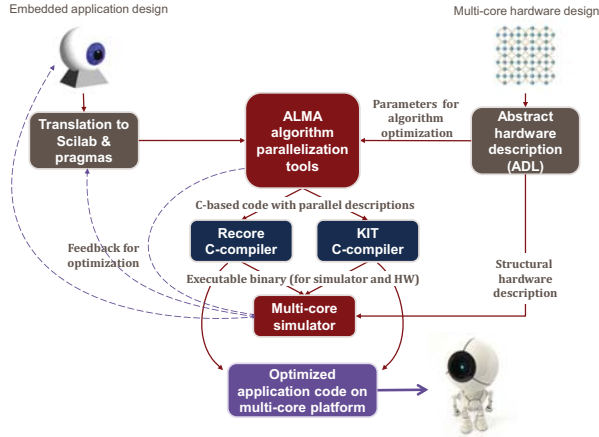 Embedded application design
Multi-core hardware design
Translation to
Scilab &
pragmas
ALMA
algorithm
parallelization
tools
Parameters for
algorithm
optimization
Abstract
hardware
description
(ADL)
C-based code with parallel descriptions
Recore
C-compiler
KIT
C-compiler
Feedback for
optimization
Executable binary (for simulator and HW)
Structural
hardware
description
Multi-core
simulator
Optimized
application code on
multi-core platform